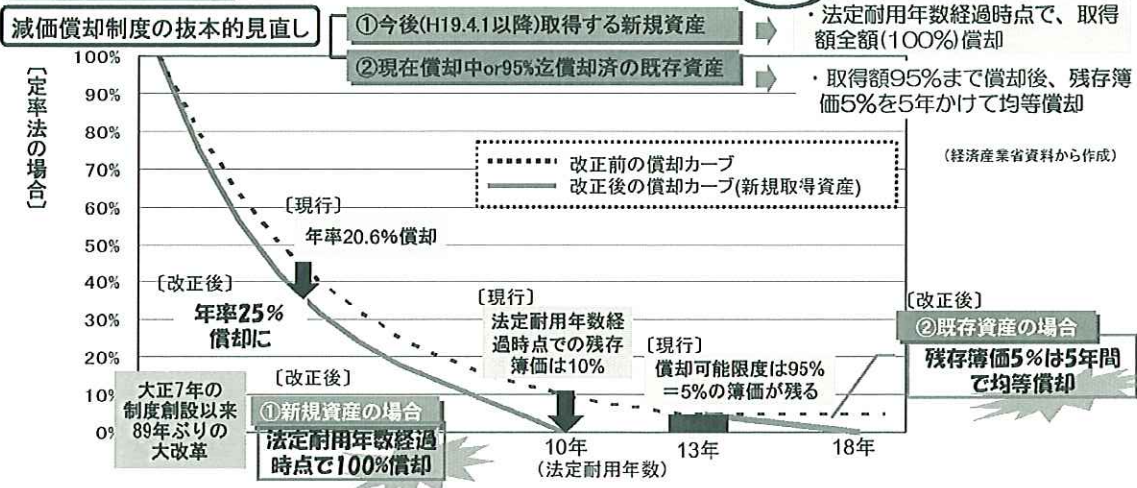 減価償却制度の抜本的見直し
①今後(H19.4.1以降)取得する新規資産
②現在償却中or95%迄償却済の既存資産
・法定耐用年数経過時点で、取得
額全額(100%)償却
・取得額95%まで償却後、残存簿
価5%を5年かけて均等償却
(経済産業省資料から作成)
〔定率法の場合〕
100%
90%
80%
70%
60%
50%
40%
30%
20%
10%
0%
改正前の償却カーブ
改正後の償却カーブ(新規取得資産)
〔現行〕
年率20.6%償却
〔改正後〕
年率25%
償却に
〔現行〕
法定耐用年数経
過時点での残存
簿価は10%
〔現行〕
償却可能限度は95%
=5%の簿価が残る
〔改正後〕
②既存資産の場合
残存簿価5%は5年間
で均等償却
大正7年の
制度創設以来
89年ぶりの
大改革
〔改正後〕
①新規資産の場合
法定耐用年数経過
時点で100%償却
10年
(法定耐用年数)
13年
18年